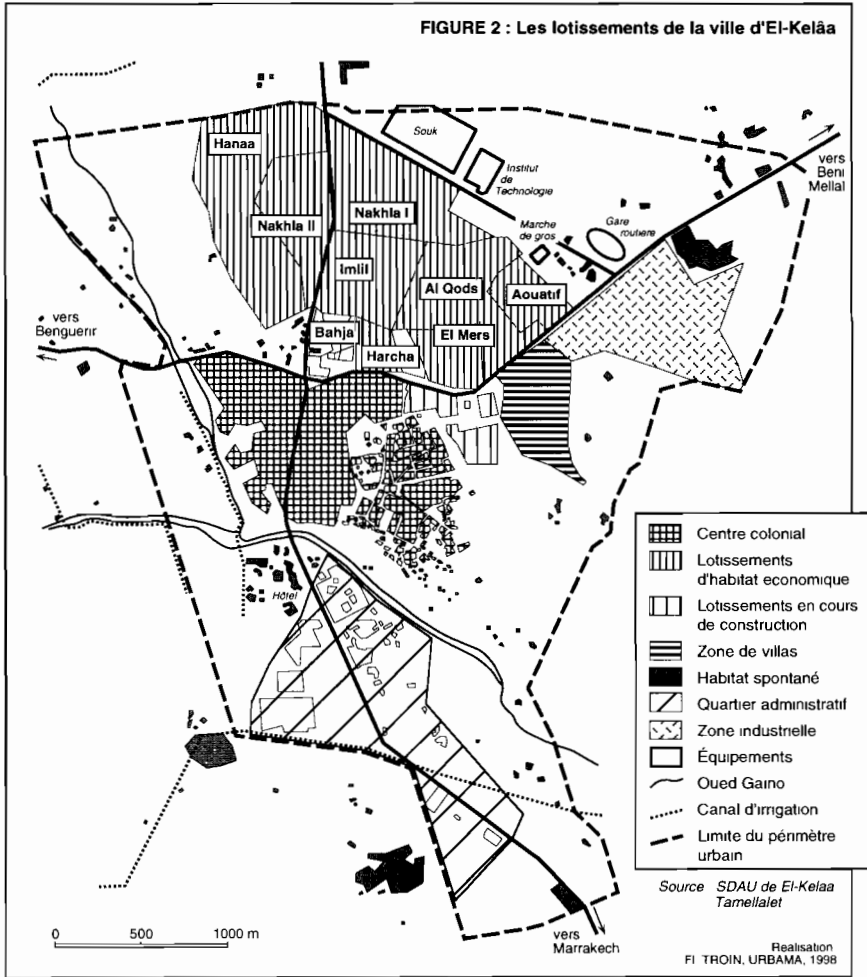 FIGURE 2 : Les lotissements de la ville d'El-Kelâa
Souk
Hanaa
Institut
de
Technologie
vers
Beni
Mellal
Nakhla I
Nakhla II
Marche
de gros
Gare
routiere
Imlil
Al Qods
Aouatif
vers
Benguerir
Bahja
El Mers
Harcha
Hôtel
Centre colonial
Lotissements
d'habitat economique
Lotissements en cours
de construction
Zone de villas
Habitat spontané
Quartier administratif
Zone industrielle
Équipements
Oued Gaino
Canal d'irrigation
Limite du périmètre
urbain
Source SDAU de El-Kelaa
Tamellalet
0 500 1000 m
vers
Marrakech
Realisation
FI TROIN, URBAMA, 1998